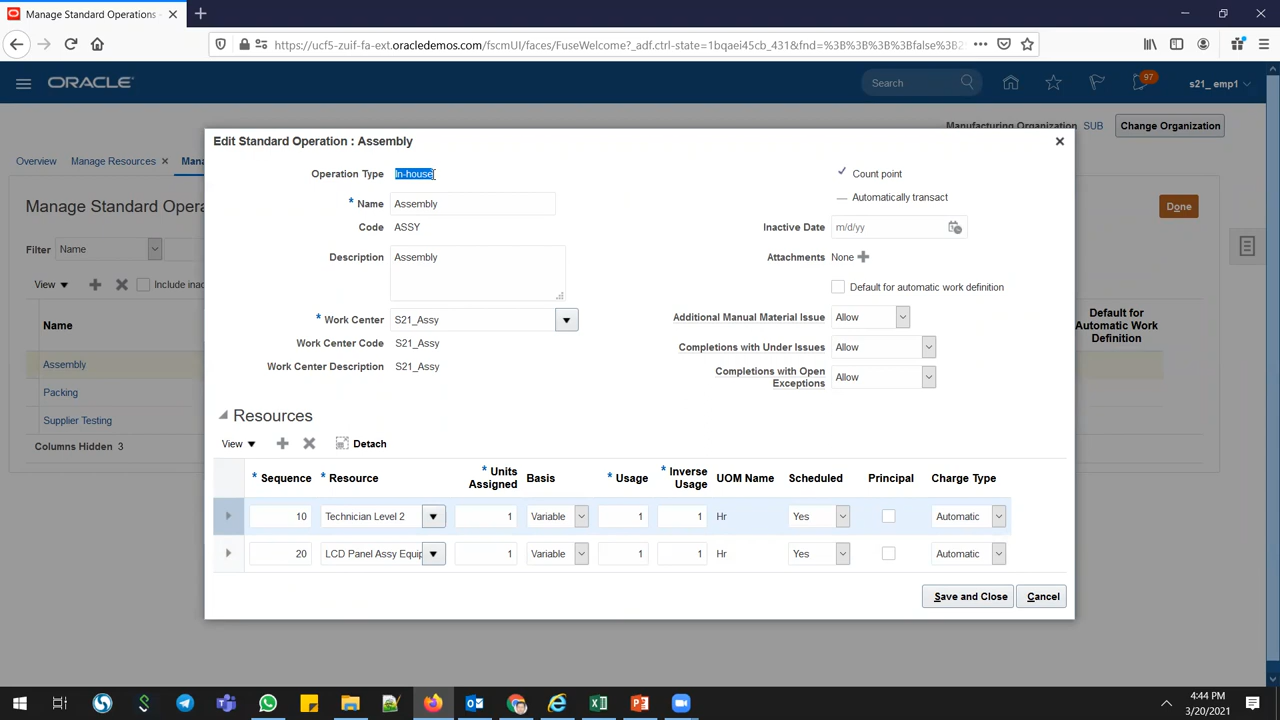 Manage Standard Operations -
https://ucf5-zuif-fa-ext.oracledemos.com/fscmUI/faces/FuseWelcome?_adf.ctrl-state=1bqaei45cb_431&fnd=%3B%3B%3B%3Bfalse%3B2
ORACLE
Search
97
s21_ emp1
Manufacturing Organization SUB Change Organization
Overview Manage Resources Man
Manage Standard Opera
Done
Filter Name
View Include inac
Name
Default for Automatic Work Definition
Assembly
Packing
Supplier Testing
Columns Hidden 3
Edit Standard Operation : Assembly
Operation Type In-house
Count point
* Name Assembly
Automatically transact
Code ASSY
Inactive Date m/d/yy
Description Assembly
Attachments None
Default for automatic work definition
* Work Center S21_Assy
Additional Manual Material Issue Allow
Work Center Code S21_Assy
Completions with Under Issues Allow
Work Center Description S21_Assy
Completions with Open Exceptions Allow
Resources
View Detach
* Sequence * Resource * Units Assigned Basis * Usage * Inverse Usage UOM Name Scheduled Principal Charge Type
10 Technician Level 2 1 Variable 1 1 Hr Yes Automatic
20 LCD Panel Assy Equip 1 Variable 1 1 Hr Yes Automatic
Save and Close Cancel
4:44 PM
3/20/2021